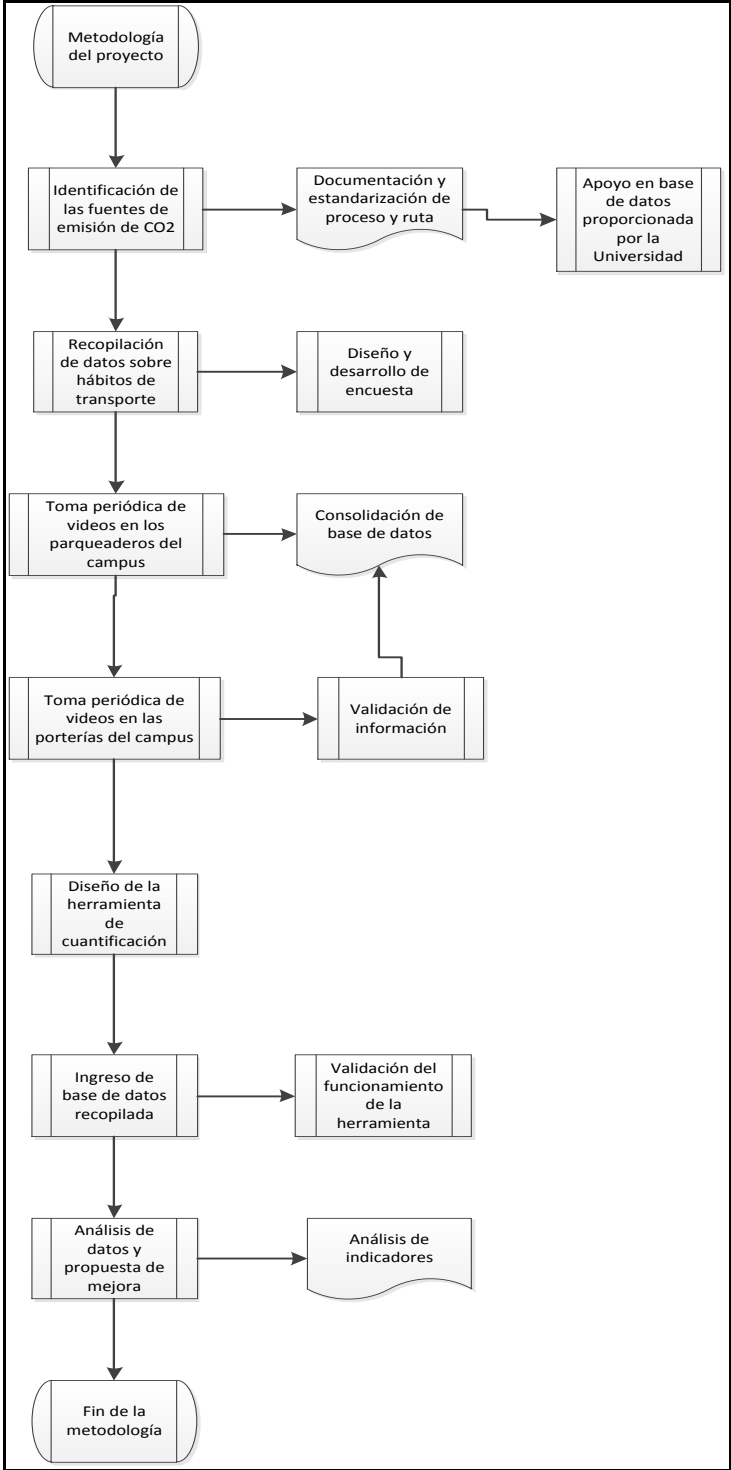 Metodología
del proyecto
Identificación de
las fuentes de
emisión de CO2
Documentación y
estandarización de
proceso y ruta
Apoyo en base
de datos
proporcionada
por la
Universidad
Recopilación
de datos sobre
hábitos de
transporte
Diseño y
desarrollo de
encuesta
Toma periódica de
videos en los
parqueaderos del
campus
Consolidación de
base de datos
Toma periódica de
videos en las
porterías del campus
Validación de
información
Diseño de la
herramienta
de
cuantificación
Ingreso de
base de datos
recopilada
Validación del
funcionamiento
de la
herramienta
Análisis de
datos y
propuesta de
mejora
Análisis de
indicadores
Fin de la
metodología